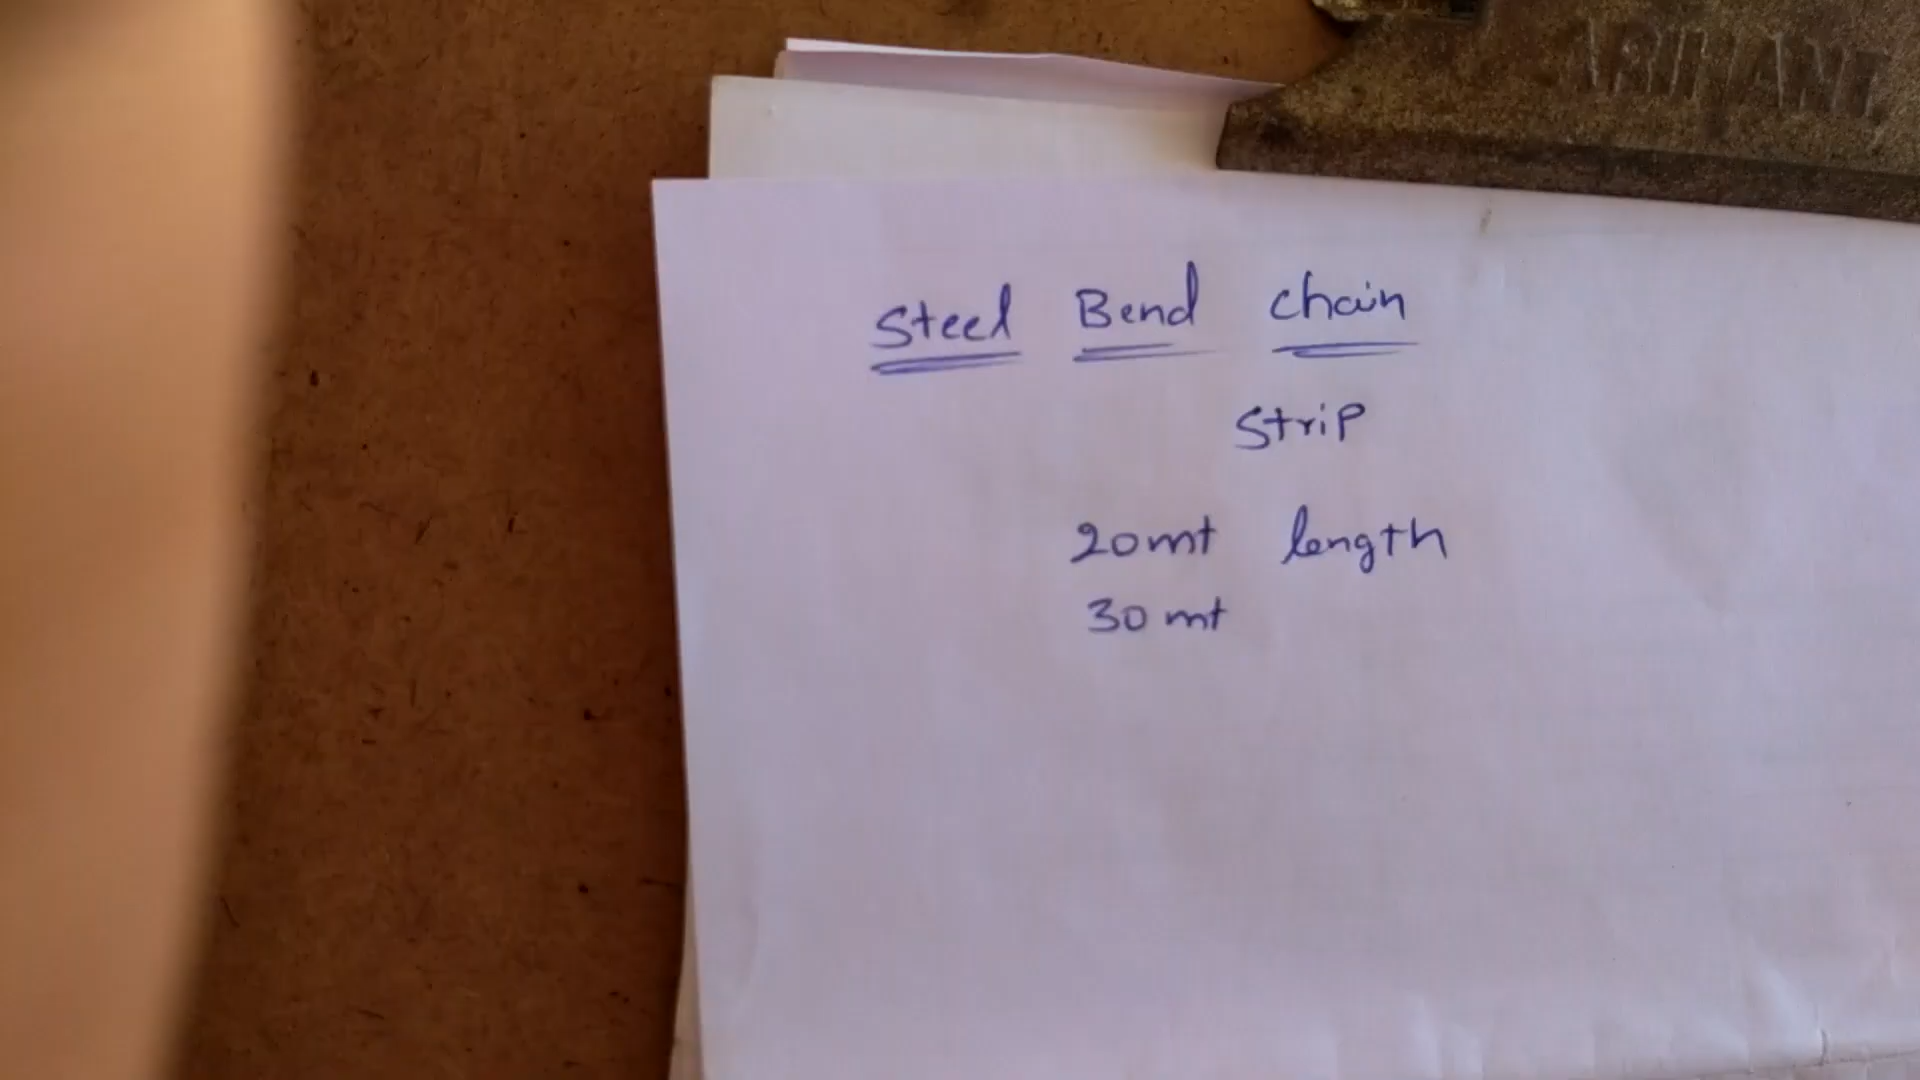 Steel Bend chain
Strip
20mt length
30 mt